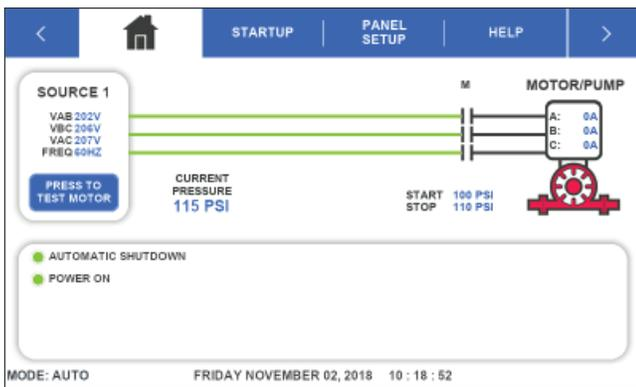 STARTUP
PANEL
SETUP
HELP
SOURCE 1
VAB 202V
VBC 206V
VAC 207V
FREQ 60HZ
PRESS TO
TEST MOTOR
CURRENT
PRESSURE
115 PSI
M
START 100 PSI
STOP 110 PSI
MOTOR/PUMP
A: 0A
B: 0A
C: 0A
AUTOMATIC SHUTDOWN
POWER ON
MODE: AUTO FRIDAY NOVEMBER 02, 2018 10 : 18 : 52